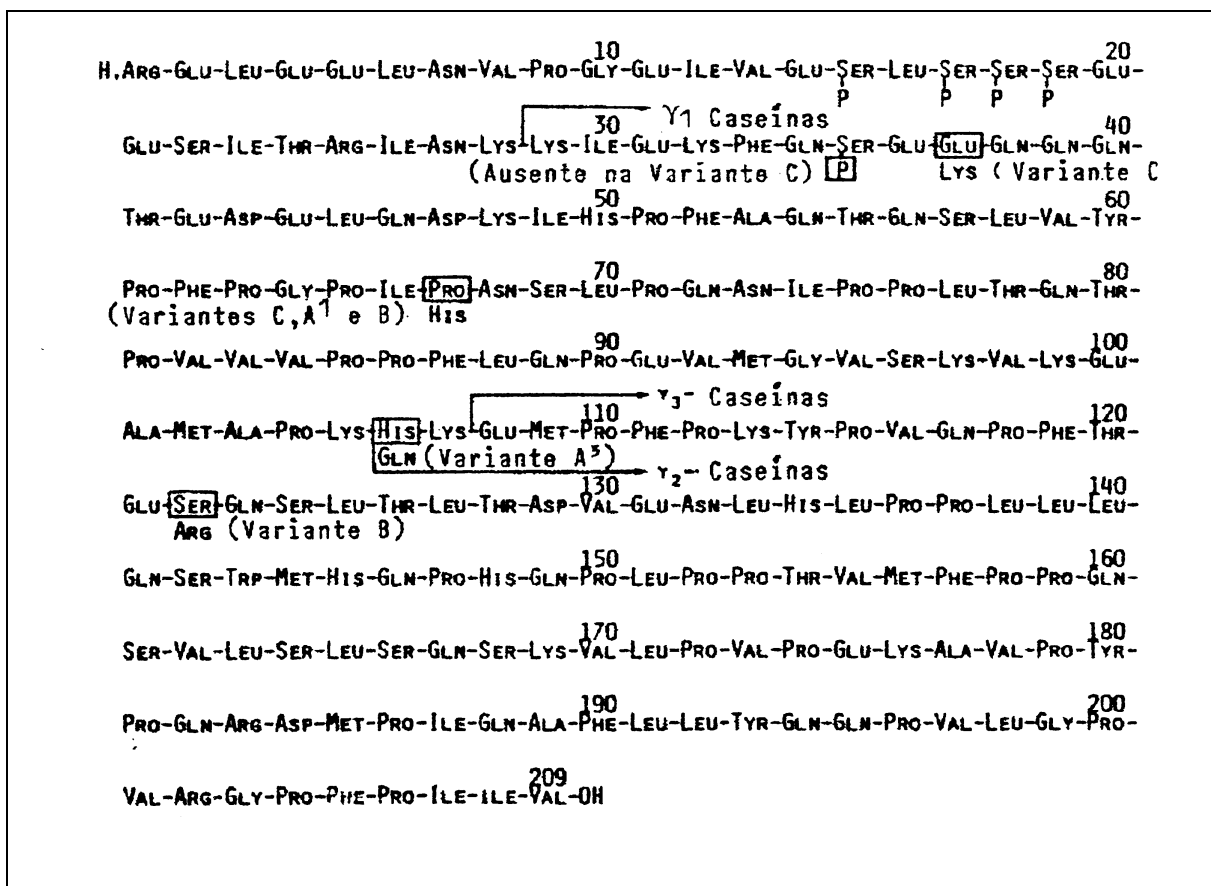 10 20
H.ARG-GLU-LEU-GLU-GLU-LEU-ASN-VAL-PRO-GLY-GLU-ILE-VAL-GLU-SER-LEU-SER-SER-SER-GLU-
P P P P
γ1 Caseínas
30 40
GLU-SER-ILE-THR-ARG-ILE-ASN-LYS-LYS-ILE-GLU-LYS-PHE-GLN-SER-GLU-GLU-GLN-GLN-GLN-
(Ausente na Variante C) P LYS (Variante C
50 60
THR-GLU-ASP-GLU-LEU-GLN-ASP-LYS-ILE-HIS-PRO-PHE-ALA-GLN-THR-GLN-SER-LEU-VAL-TYR-
70 80
PRO-PHE-PRO-GLY-PRO-ILE-PRO-ASN-SER-LEU-PRO-GLN-ASN-ILE-PRO-PRO-LEU-THR-GLN-THR-
(Variantes C,A¹ e B) HIS
90 100
PRO-VAL-VAL-VAL-PRO-PRO-PHE-LEU-GLN-PRO-GLU-VAL-MET-GLY-VAL-SER-LYS-VAL-LYS-GLU-
γ3- Caseínas
110 120
ALA-MET-ALA-PRO-LYS-HIS-LYS-GLU-MET-PRO-PHE-PRO-LYS-TYR-PRO-VAL-GLN-PRO-PHE-THR-
GLN (Variante A³)
γ2- Caseínas
130 140
GLU-SER-GLN-SER-LEU-THR-LEU-THR-ASP-VAL-GLU-ASN-LEU-HIS-LEU-PRO-PRO-LEU-LEU-LEU-
ARG (Variante B)
150 160
GLN-SER-TRP-MET-HIS-GLN-PRO-HIS-GLN-PRO-LEU-PRO-PRO-THR-VAL-MET-PHE-PRO-PRO-GLN-
170 180
SER-VAL-LEU-SER-LEU-SER-GLN-SER-LYS-VAL-LEU-PRO-VAL-PRO-GLU-LYS-ALA-VAL-PRO-TYR-
190 200
PRO-GLN-ARG-ASP-MET-PRO-ILE-GLN-ALA-PHE-LEU-LEU-TYR-GLN-GLN-PRO-VAL-LEU-GLY-PRO-
209
VAL-ARG-GLY-PRO-PHE-PRO-ILE-ILE-VAL-OH